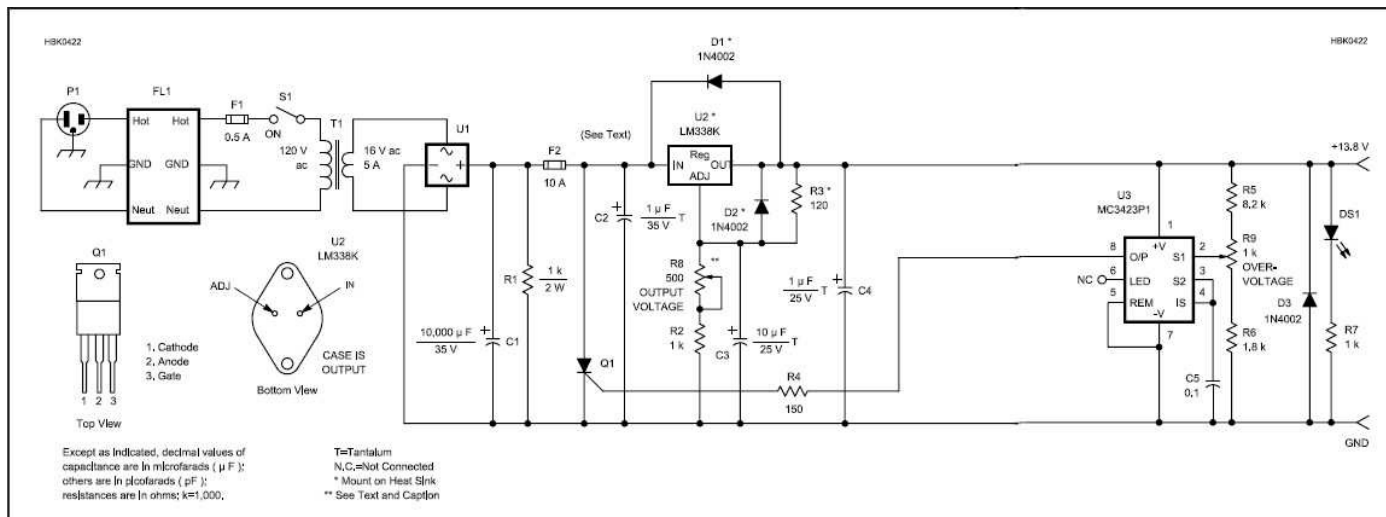 HBK0422
HBK0422
P1
FL1
Hot
Hot
GND
GND
Neut
Neut
F1
0.5 A
S1
ON
T1
120 V
ac
16 V ac
5 A
U1
−
+
F2
10 A
(See Text)
D1 *
1N4002
U2 *
LM338K
Reg
IN
OUT
ADJ
C2
+
1 µ F
35 V
T
D2 *
1N4002
R3 *
120
R8
500
OUTPUT
VOLTAGE
**
R2
1 k
+
C3
10 µ F
25 V
T
1 µ F
25 V
T
+
C4
R1
1 k
2 W
10,000 µ F
35 V
+
C1
Q1
R4
150
U3
MC3423P1
1
+V
8
O/P
S1
2
NC
6
LED
S2
3
5
REM
IS
4
−V
7
C5
0.1
R5
8.2 k
R9
1 k
OVER-
VOLTAGE
R6
1.8 k
D3
1N4002
+13.8 V
DS1
R7
1 k
GND
Q1
1. Cathode
2. Anode
3. Gate
1 2 3
Top View
U2
LM338K
ADJ
IN
CASE IS
OUTPUT
Bottom View
Except as indicated, decimal values of
capacitance are in microfarads ( µ F );
others are in picofarads ( pF );
resistances are in ohms; k=1,000.
T=Tantalum
N.C.=Not Connected
* Mount on Heat Sink
** See Text and Caption